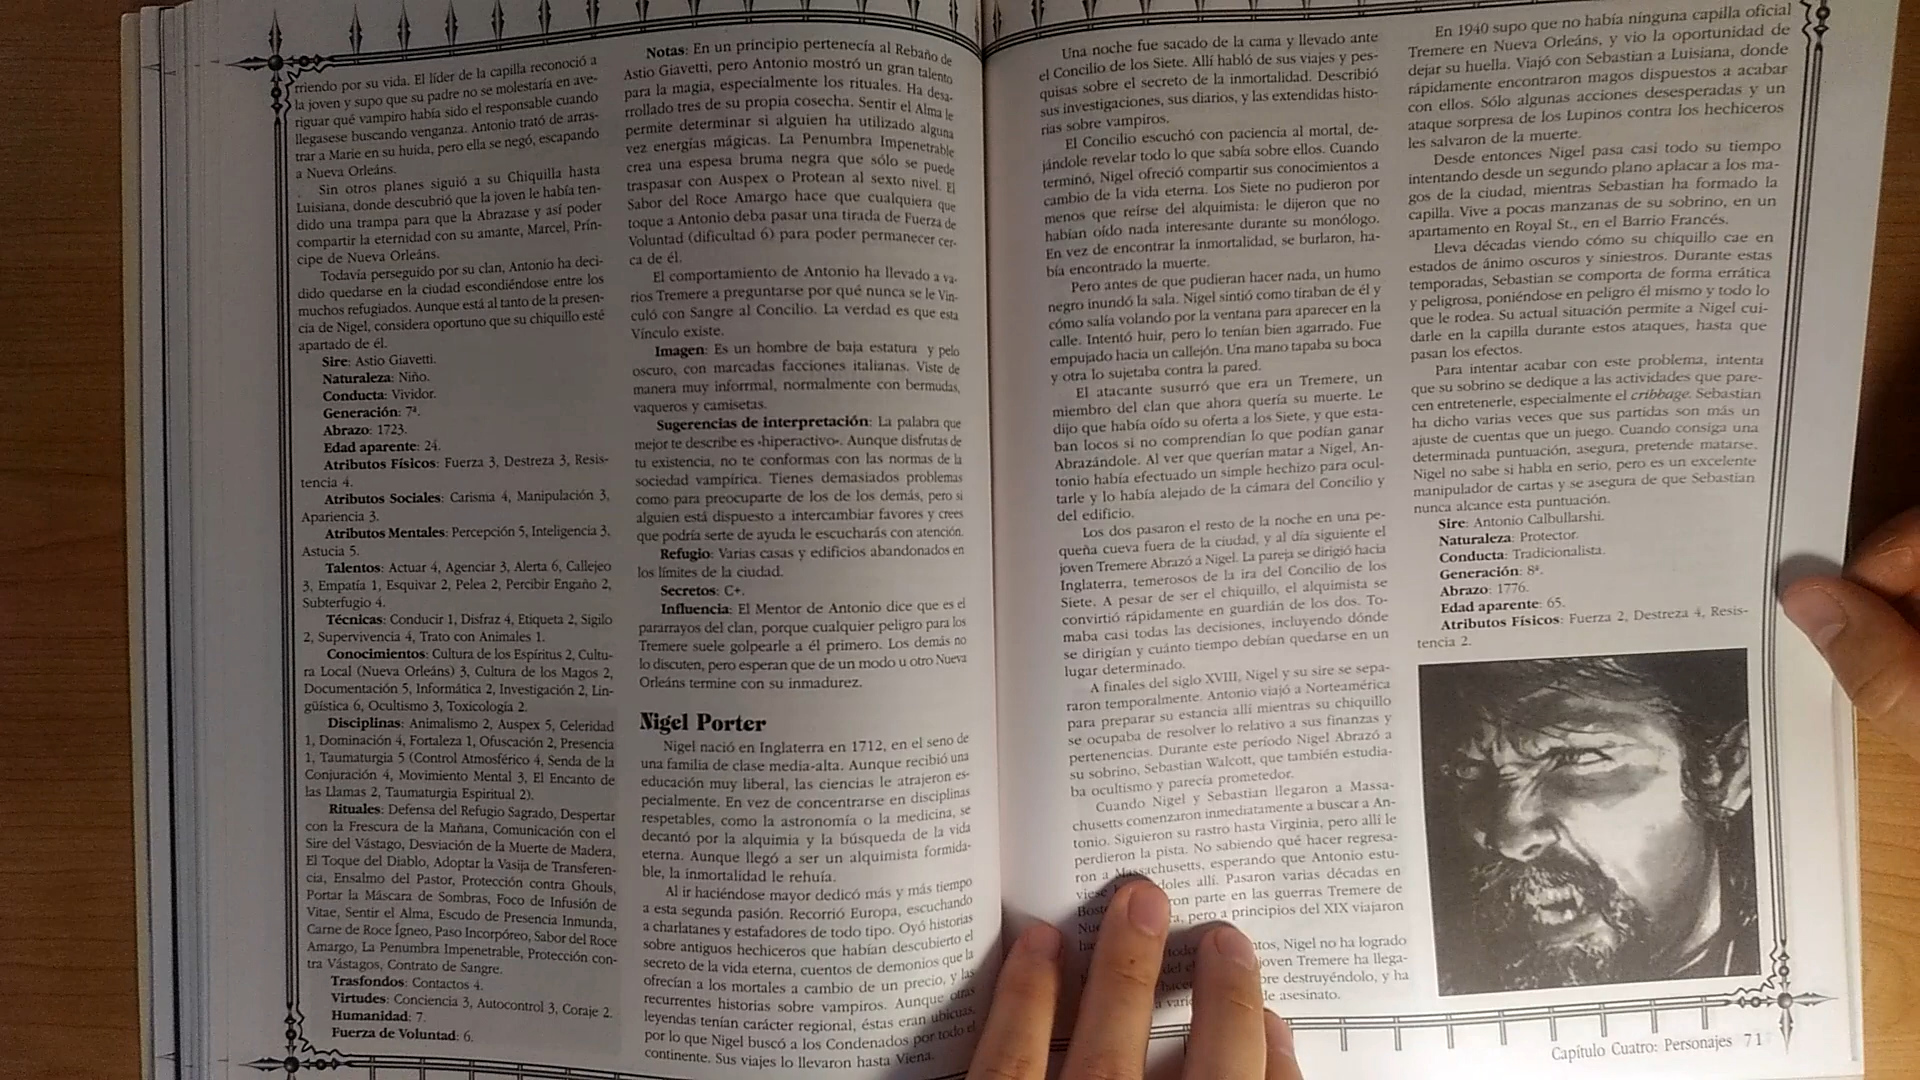 rriendo por su vida. El líder de la capilla reconoció a
la joven y supo que su padre no se molestaría en ave-
riguar qué vampiro había sido el responsable cuando
llegasese buscando venganza. Antonio trató de arras-
trar a Marie en su huida, pero ella se negó, escapando
a Nueva Orleáns.
Sin otros planes siguió a su Chiquilla hasta
Luisiana, donde descubrió que la joven le había ten-
dido una trampa para que la Abrazase y así poder
compartir la eternidad con su amante, Marcel, Prín-
cipe de Nueva Orleáns.
Todavía perseguido por su clan, Antonio ha deci-
dido quedarse en la ciudad escondiéndose entre los
muchos refugiados. Aunque está al tanto de la presen-
cia de Nigel, considera oportuno que su chiquillo esté
apartado de él.
Sire: Astio Giavetti.
Naturaleza: Niño.
Conducta: Vividor.
Generación: 7ª.
Abrazo: 1723.
Edad aparente: 24.
Atributos Físicos: Fuerza 3, Destreza 3, Resis-
tencia 4.
Atributos Sociales: Carisma 4, Manipulación 3,
Apariencia 3.
Atributos Mentales: Percepción 5, Inteligencia 3,
Astucia 5.
Talentos: Actuar 4, Agenciar 3, Alerta 6, Callejeo
3, Empatía 1, Esquivar 2, Pelea 2, Percibir Engaño 2,
Subterfugio 4.
Técnicas: Conducir 1, Disfraz 4, Etiqueta 2, Sigilo
2, Supervivencia 4, Trato con Animales 1.
Conocimientos: Cultura de los Espíritus 2, Cultu-
ra Local (Nueva Orleáns) 3, Cultura de los Magos 2,
Documentación 5, Informática 2, Investigación 2, Lin-
güística 6, Ocultismo 3, Toxicología 2.
Disciplinas: Animalismo 2, Auspex 5, Celeridad
1, Dominación 4, Fortaleza 1, Ofuscación 2, Presencia
1, Taumaturgia 5 (Control Atmosférico 4, Senda de la
Conjuración 4, Movimiento Mental 3, El Encanto de
las Llamas 2, Taumaturgia Espiritual 2).
Rituales: Defensa del Refugio Sagrado, Despertar
con la Frescura de la Mañana, Comunicación con el
Sire del Vástago, Desviación de la Muerte de Madera,
El Toque del Diablo, Adoptar la Vasija de Transferen-
cia, Ensalmo del Pastor, Protección contra Ghouls,
Portar la Máscara de Sombras, Foco de Infusión de
Vitae, Sentir el Alma, Escudo de Presencia Inmunda,
Carne de Roce Ígneo, Paso Incorpóreo, Sabor del Roce
Amargo, La Penumbra Impenetrable, Protección con-
tra Vástagos, Contrato de Sangre.
Trasfondos: Contactos 4.
Virtudes: Conciencia 3, Autocontrol 3, Coraje 2.
Humanidad: 7.
Fuerza de Voluntad: 6.
Notas: En un principio pertenecía al Rebaño de
Astio Giavetti, pero Antonio mostró un gran talento
para la magia, especialmente los rituales. Ha desa-
rrollado tres de su propia cosecha. Sentir el Alma le
permite determinar si alguien ha utilizado alguna
vez energías mágicas. La Penumbra Impenetrable
crea una espesa bruma negra que sólo se puede
traspasar con Auspex o Protean al sexto nivel. El
Sabor del Roce Amargo hace que cualquiera que
toque a Antonio deba pasar una tirada de Fuerza de
Voluntad (dificultad 6) para poder permanecer cer-
ca de él.
El comportamiento de Antonio ha llevado a va-
rios Tremere a preguntarse por qué nunca se le Vin-
culó con Sangre al Concilio. La verdad es que esta
Vínculo existe.
Imagen: Es un hombre de baja estatura y pelo
oscuro, con marcadas facciones italianas. Viste de
manera muy informal, normalmente con bermudas,
vaqueros y camisetas.
Sugerencias de interpretación: La palabra que
mejor te describe es «hiperactivo». Aunque disfrutas de
tu existencia, no te conformas con las normas de la
sociedad vampírica. Tienes demasiados problemas
como para preocuparte de los de los demás, pero si
alguien está dispuesto a intercambiar favores y crees
que podría serte de ayuda le escucharás con atención.
Refugio: Varias casas y edificios abandonados en
los límites de la ciudad.
Secretos: C+.
Influencia: El Mentor de Antonio dice que es el
pararrayos del clan, porque cualquier peligro para los
Tremere suele golpearle a él primero. Los demás no
lo discuten, pero esperan que de un modo u otro Nueva
Orleáns termine con su inmadurez.
Nigel Porter
Nigel nació en Inglaterra en 1712, en el seno de
una familia de clase media-alta. Aunque recibió una
educación muy liberal, las ciencias le atrajeron es-
pecialmente. En vez de concentrarse en disciplinas
respetables, como la astronomía o la medicina, se
decantó por la alquimia y la búsqueda de la vida
eterna. Aunque llegó a ser un alquimista formida-
ble, la inmortalidad le rehuía.
Al ir haciéndose mayor dedicó más y más tiempo
a esta segunda pasión. Recorrió Europa, escuchando
a charlatanes y estafadores de todo tipo. Oyó historias
sobre antiguos hechiceros que habían descubierto el
secreto de la vida eterna, cuentos de demonios que la
ofrecían a los mortales a cambio de un precio, y las
recurrentes historias sobre vampiros. Aunque otras
leyendas tenían carácter regional, éstas eran ubicuas,
por lo que Nigel buscó a los Condenados por todo el
continente. Sus viajes lo llevaron hasta Viena.
Una noche fue sacado de la cama y llevado ante
el Concilio de los Siete. Allí habló de sus viajes y pes-
quisas sobre el secreto de la inmortalidad. Describió
sus investigaciones, sus diarios, y las extendidas histo-
rias sobre vampiros.
El Concilio escuchó con paciencia al mortal, de-
jándole revelar todo lo que sabía sobre ellos. Cuando
terminó, Nigel ofreció compartir sus conocimientos a
cambio de la vida eterna. Los Siete no pudieron por
menos que reírse del alquimista: le dijeron que no
habían oído nada interesante durante su monólogo.
En vez de encontrar la inmortalidad, se burlaron, ha-
bía encontrado la muerte.
Pero antes de que pudieran hacer nada, un humo
negro inundó la sala. Nigel sintió como tiraban de él y
cómo salía volando por la ventana para aparecer en la
calle. Intentó huir, pero lo tenían bien agarrado. Fue
empujado hacia un callejón. Una mano tapaba su boca
y otra lo sujetaba contra la pared.
El atacante susurró que era un Tremere, un
miembro del clan que ahora quería su muerte. Le
dijo que había oído su oferta a los Siete, y que esta-
ban locos si no comprendían lo que podían ganar
Abrazándole. Al ver que querían matar a Nigel, An-
tonio había efectuado un simple hechizo para ocul-
tarle y lo había alejado de la cámara del Concilio y
del edificio.
Los dos pasaron el resto de la noche en una pe-
queña cueva fuera de la ciudad, y al día siguiente el
joven Tremere Abrazó a Nigel. La pareja se dirigió hacia
Inglaterra, temerosos de la ira del Concilio de los
Siete. A pesar de ser el chiquillo, el alquimista se
convirtió rápidamente en guardián de los dos. To-
maba casi todas las decisiones, incluyendo dónde
se dirigían y cuánto tiempo debían quedarse en un
lugar determinado.
A finales del siglo XVIII, Nigel y su sire se sepa-
raron temporalmente. Antonio viajó a Norteamérica
para preparar su estancia allí mientras su chiquillo
se ocupaba de resolver lo relativo a sus finanzas y
pertenencias. Durante este período Nigel Abrazó a
su sobrino, Sebastian Walcott, que también estudia-
ba ocultismo y parecía prometedor.
Cuando Nigel y Sebastian llegaron a Massa-
chusetts comenzaron inmediatamente a buscar a An-
tonio. Siguieron su rastro hasta Virginia, pero allí le
perdieron la pista. No sabiendo qué hacer regresa-
ron a Massachusetts, esperando que Antonio estu-
viese doles allí. Pasaron varias décadas en
Bost ron parte en las guerras Tremere de
Nu a, pero a principios del XIX viajaron
ha
todo tos, Nigel no ha logrado
del joven Tremere ha llega-
hacer bre destruyéndolo, y ha
a vari de asesinato.
En 1940 supo que no había ninguna capilla oficial
Tremere en Nueva Orleáns, y vio la oportunidad de
dejar su huella. Viajó con Sebastian a Luisiana, donde
rápidamente encontraron magos dispuestos a acabar
con ellos. Sólo algunas acciones desesperadas y un
ataque sorpresa de los Lupinos contra los hechiceros
les salvaron de la muerte.
Desde entonces Nigel pasa casi todo su tiempo
intentando desde un segundo plano aplacar a los ma-
gos de la ciudad, mientras Sebastian ha formado la
capilla. Vive a pocas manzanas de su sobrino, en un
apartamento en Royal St., en el Barrio Francés.
Lleva décadas viendo cómo su chiquillo cae en
estados de ánimo oscuros y siniestros. Durante estas
temporadas, Sebastian se comporta de forma errática
y peligrosa, poniéndose en peligro él mismo y todo lo
que le rodea. Su actual situación permite a Nigel cui-
darle en la capilla durante estos ataques, hasta que
pasan los efectos.
Para intentar acabar con este problema, intenta
que su sobrino se dedique a las actividades que pare-
cen entretenerle, especialmente el cribbage. Sebastian
ha dicho varias veces que sus partidas son más un
ajuste de cuentas que un juego. Cuando consiga una
determinada puntuación, asegura, pretende matarse.
Nigel no sabe si habla en serio, pero es un excelente
manipulador de cartas y se asegura de que Sebastian
nunca alcance esta puntuación.
Sire: Antonio Calbullarshi.
Naturaleza: Protector.
Conducta: Tradicionalista.
Generación: 8ª.
Abrazo: 1776.
Edad aparente: 65.
Atributos Físicos: Fuerza 2, Destreza 4, Resis-
tencia 2.
Capítulo Cuatro: Personajes 71